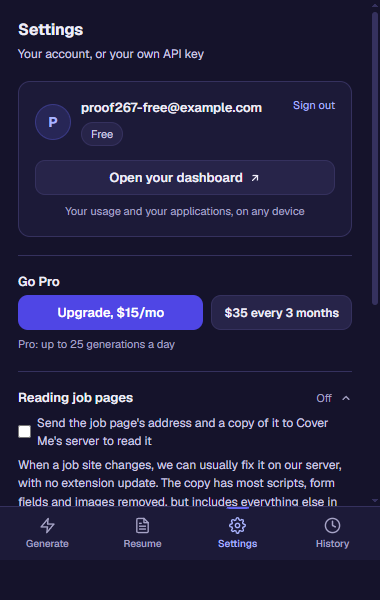 Settings
Your account, or your own API key
P
proof267-free@example.com
Sign out
Free
Open your dashboard
Your usage and your applications, on any device
Go Pro
Upgrade, $15/mo
$35 every 3 months
Pro: up to 25 generations a day
Reading job pages
Off
Send the job page's address and a copy of it to Cover
Me's server to read it
When a job site changes, we can usually fix it on our server,
with no extension update. The copy has most scripts, form
fields and images removed, but includes everything else in
Generate
Resume
Settings
History